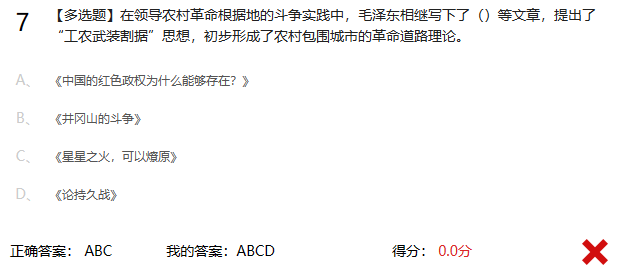 7 【多选题】在领导农村革命根据地的斗争实践中，毛泽东相继写下了（）等文章，提出了
“工农武装割据”思想，初步形成了农村包围城市的革命道路理论。
A、 《中国的红色政权为什么能够存在？》
B、 《井冈山的斗争》
C、 《星星之火，可以燎原》
D、 《论持久战》
正确答案： ABC 我的答案：ABCD 得分： 0.0分